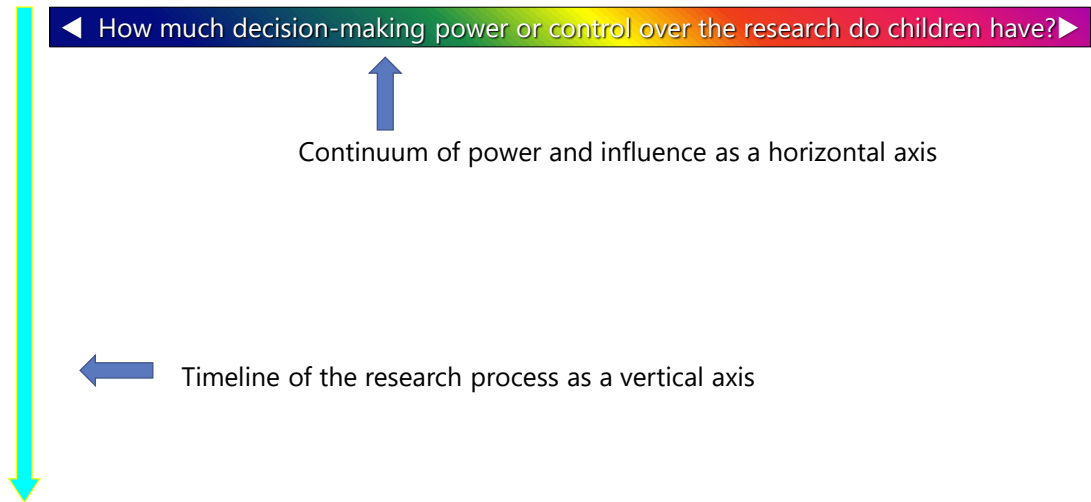 ◀ How much decision-making power or control over the research do children have?▶
Continuum of power and influence as a horizontal axis
Timeline of the research process as a vertical axis